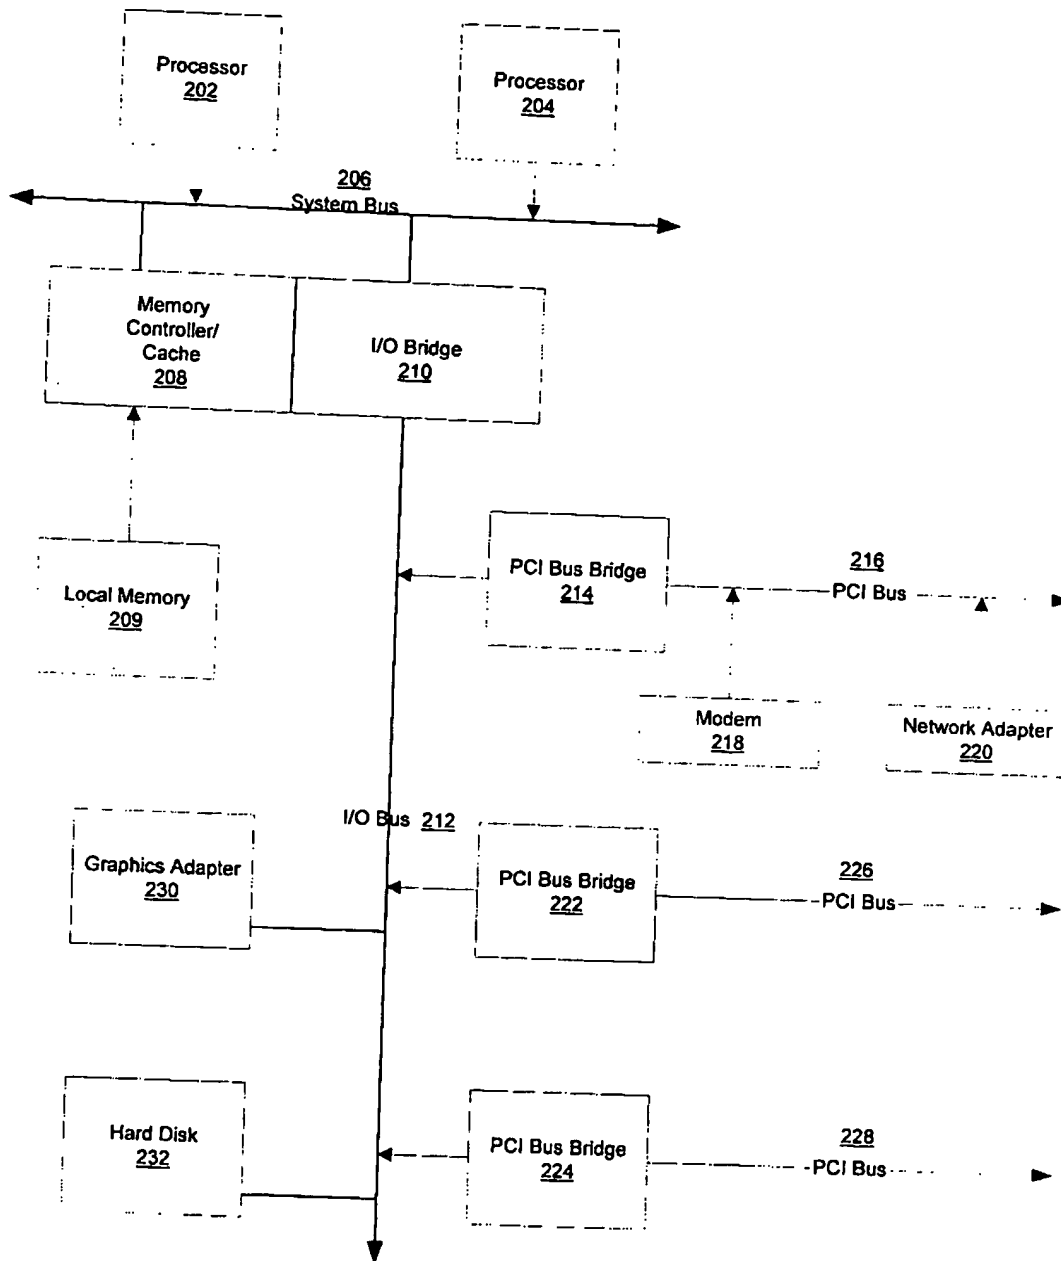 Processor
202
Processor
204
206
System Bus
Memory
Controller/
Cache
208
I/O Bridge
210
Local Memory
209
PCI Bus Bridge
214
216
PCI Bus
Modem
218
Network Adapter
220
I/O Bus 212
Graphics Adapter
230
PCI Bus Bridge
222
226
PCI Bus
Hard Disk
232
PCI Bus Bridge
224
228
PCI Bus